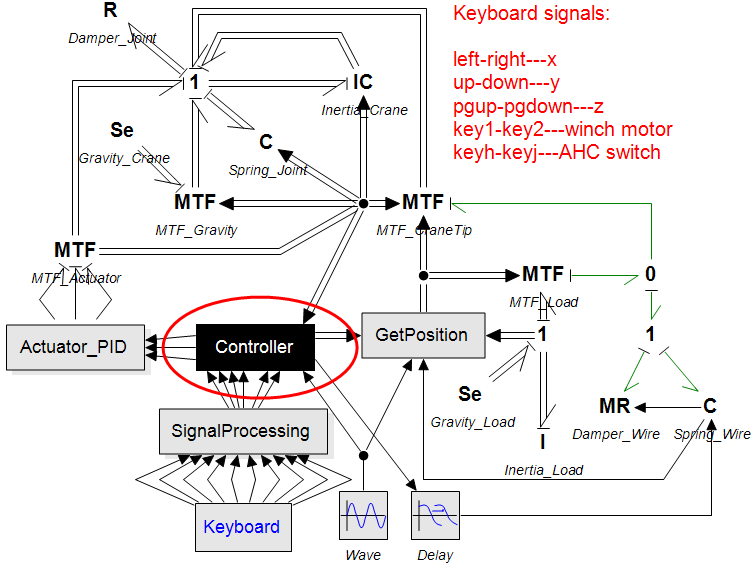 Keyboard signals:
left-right---x
up-down---y
pgup-pgdown---z
key1-key2---winch motor
keyh-keyj---AHC switch
R
Damper_Joint
1
IC
Inertia_Crane
Se
Gravity_Crane
C
Spring_Joint
MTF
MTF_Gravity
MTF
MTF_CraneTip
MTF
MTF_Actuator
MTF
MTF_Load
0
Actuator_PID
Controller
GetPosition
1
1
Se
Gravity_Load
MR
Damper_Wire
C
Spring_Wire
SignalProcessing
I
Inertia_Load
Keyboard
Wave
Delay